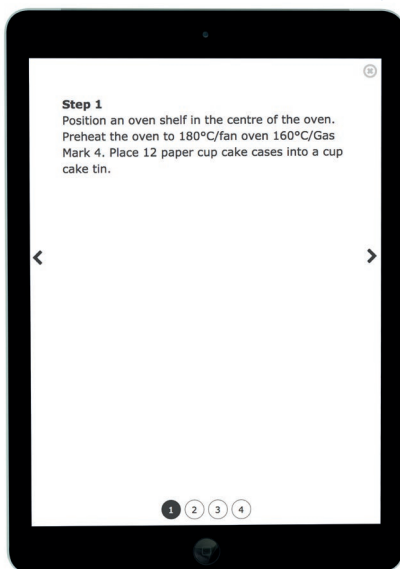 Step 1
Position an oven shelf in the centre of the oven.
Preheat the oven to 180°C/fan oven 160°C/Gas
Mark 4. Place 12 paper cup cake cases into a cup
cake tin.
1 2 3 4